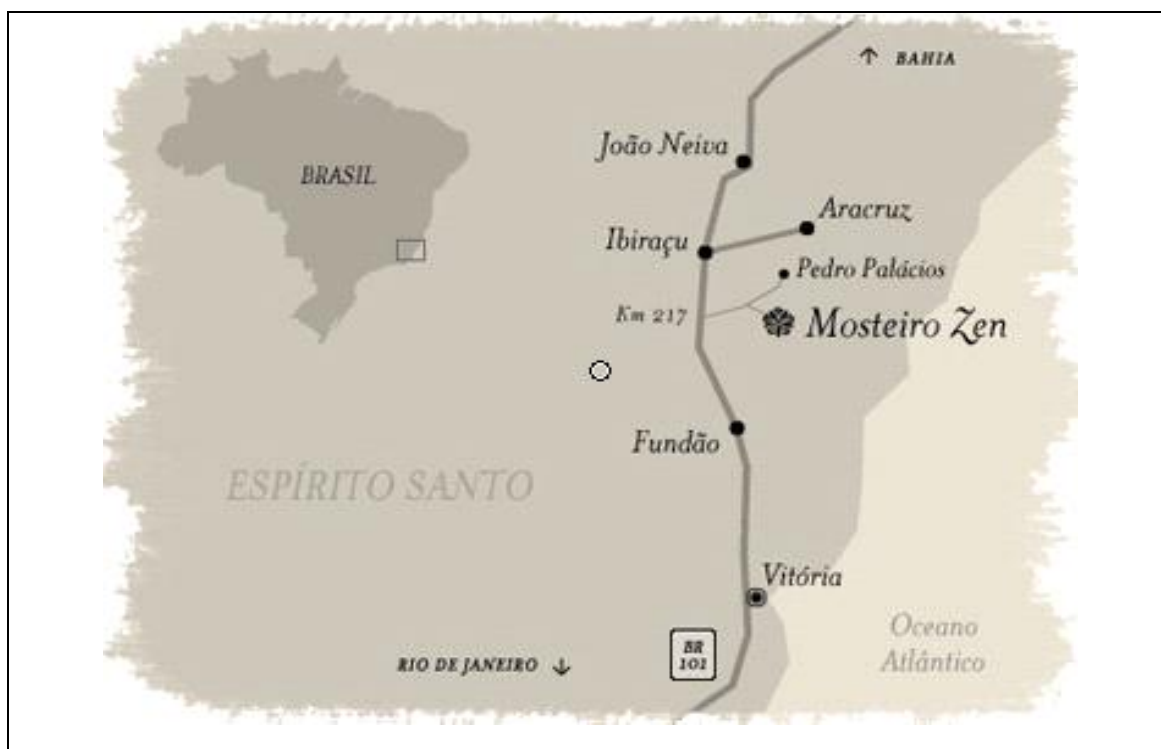 BAHIA
João Neiva
BRASIL
Aracruz
Ibiraçu
Pedro Palácios
Km 217
Mosteiro Zen
Fundão
ESPÍRITO SANTO
Vitória
Oceano
Atlântico
BR
101
RIO DE JANEIRO